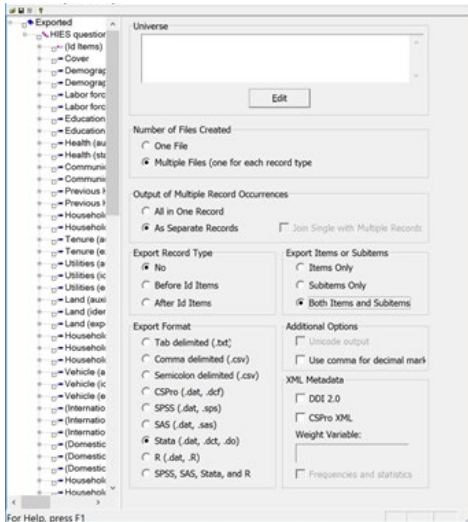 Exported
HIES question
(Id Items)
Cover
Demograp
Demograp
Labor forc
Labor forc
Education
Education
Health (au
Health (sta
Communic
Communic
Previous h
Previous h
Househol
Househol
Tenure (a
Tenure (e
Utilities (a
Utilities (ic
Utilities (e
Land (auxi
Land (ider
Land (exp
Househol
Househol
Vehicle (a
Vehicle (ic
Vehicle (e
(Internatio
(Internatio
(Internatio
(Domestic
(Domestic
(Domestic
Househol
Househol
For Help, press F1
Universe
Edit
Number of Files Created
One File
Multiple Files (one for each record type
Output of Multiple Record Occurrences
All in One Record
As Separate Records
Join Single with Multiple Records
Export Record Type
No
Before Id Items
After Id Items
Export Items or Subitems
Items Only
Subitems Only
Both Items and Subitems
Export Format
Tab delimited (.txt)
Comma delimited (.csv)
Semicolon delimited (.csv)
CSPro (.dat, .dcf)
SPSS (.dat, .sps)
SAS (.dat, .sas)
Stata (.dat, .dct, .do)
R (.dat, .R)
SPSS, SAS, Stata, and R
Additional Options
Unicode output
Use comma for decimal mark
XML Metadata
DDI 2.0
CSPro XML
Weight Variable:
Frequencies and statistics